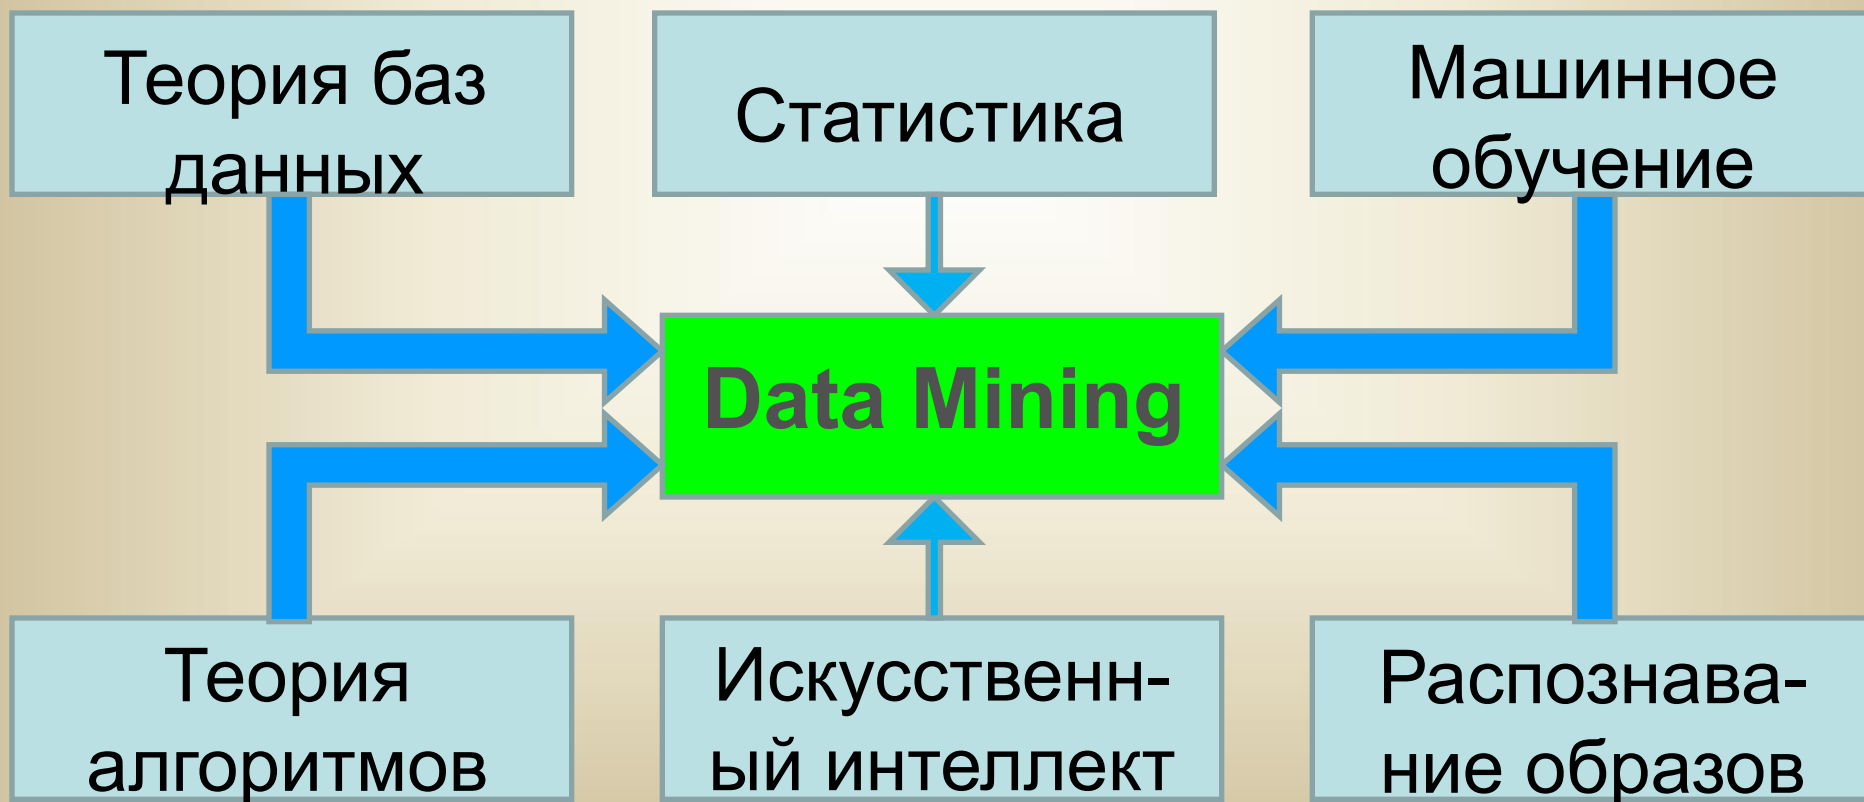 Теория баз
данных
Статистика
Машинное
обучение
Data Mining
Теория
алгоритмов
Искусственн-
ый интеллект
Распознава-
ние образов